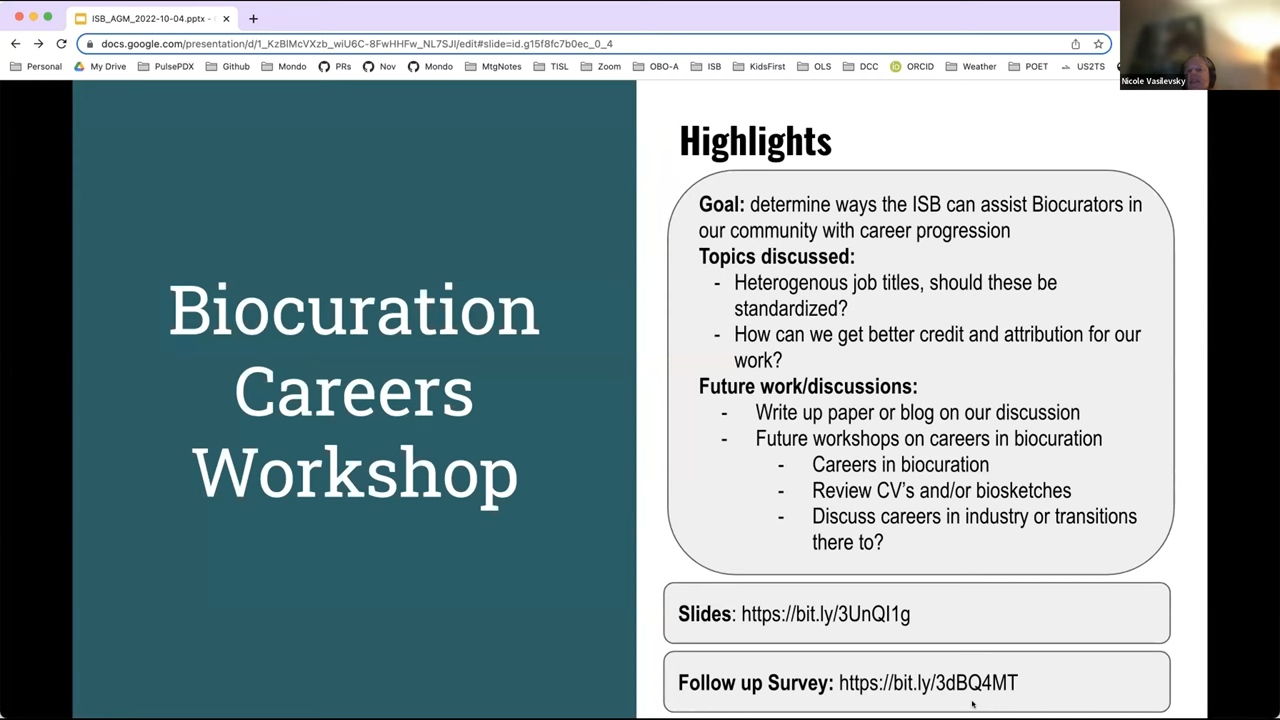 ISB_AGM_2022-10-04.pptx -
docs.google.com/presentation/d/1_KzBlMcVXzb_wiU6C-8FwHHFw_NL7SJI/edit#slide=id.g15f8fc7b0ec_0_4
Personal My Drive PulsePDX Github Mondo PRs Nov Mondo MtgNotes TISL Zoom OBO-A ISB KidsFirst OLS DCC ORCID Weather POET US2TS
Nicole Vasilevsky
Biocuration
Careers
Workshop
Highlights
Goal: determine ways the ISB can assist Biocurators in
our community with career progression
Topics discussed:
- Heterogenous job titles, should these be
standardized?
- How can we get better credit and attribution for our
work?
Future work/discussions:
- Write up paper or blog on our discussion
- Future workshops on careers in biocuration
- Careers in biocuration
- Review CV's and/or biosketches
- Discuss careers in industry or transitions
there to?
Slides: https://bit.ly/3UnQI1g
Follow up Survey: https://bit.ly/3dBQ4MT